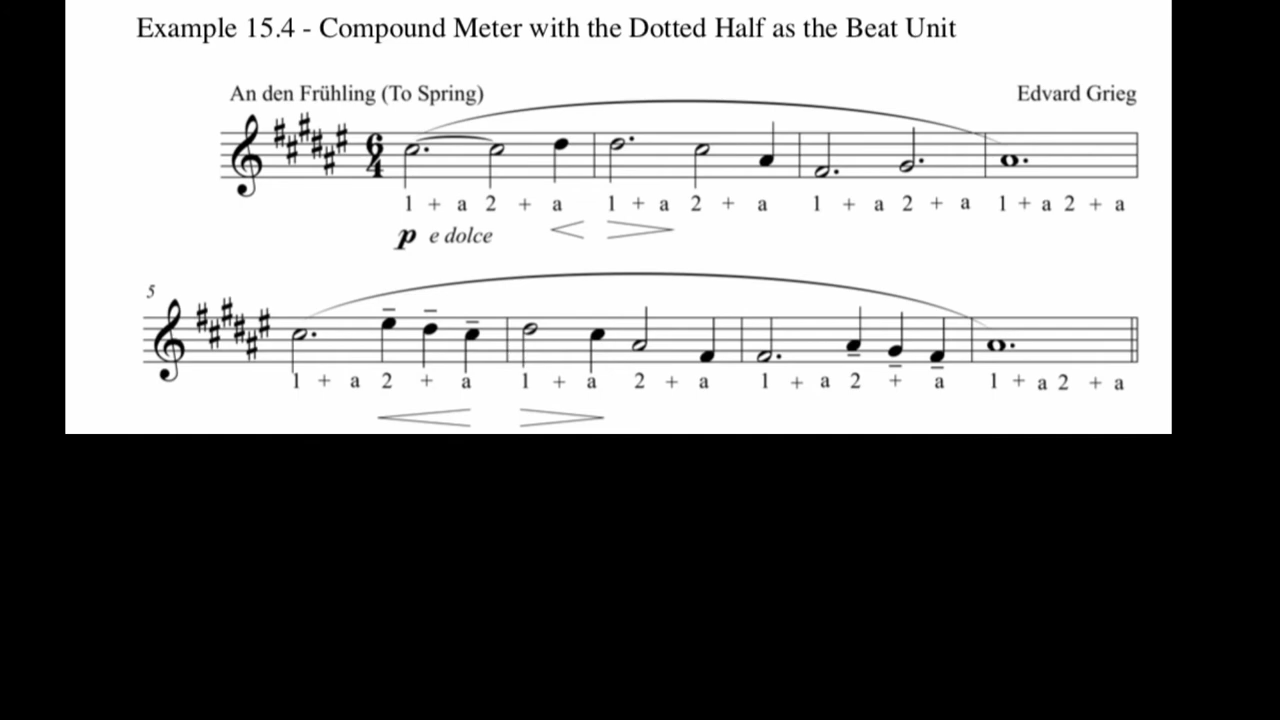 Example 15.4 - Compound Meter with the Dotted Half as the Beat Unit
An den Frühling (To Spring) Edvard Grieg
6
4
1 + a 2 + a 1 + a 2 + a 1 + a 2 + a 1 + a 2 + a
p e dolce
5
1 + a 2 + a 1 + a 2 + a 1 + a 2 + a 1 + a 2 + a